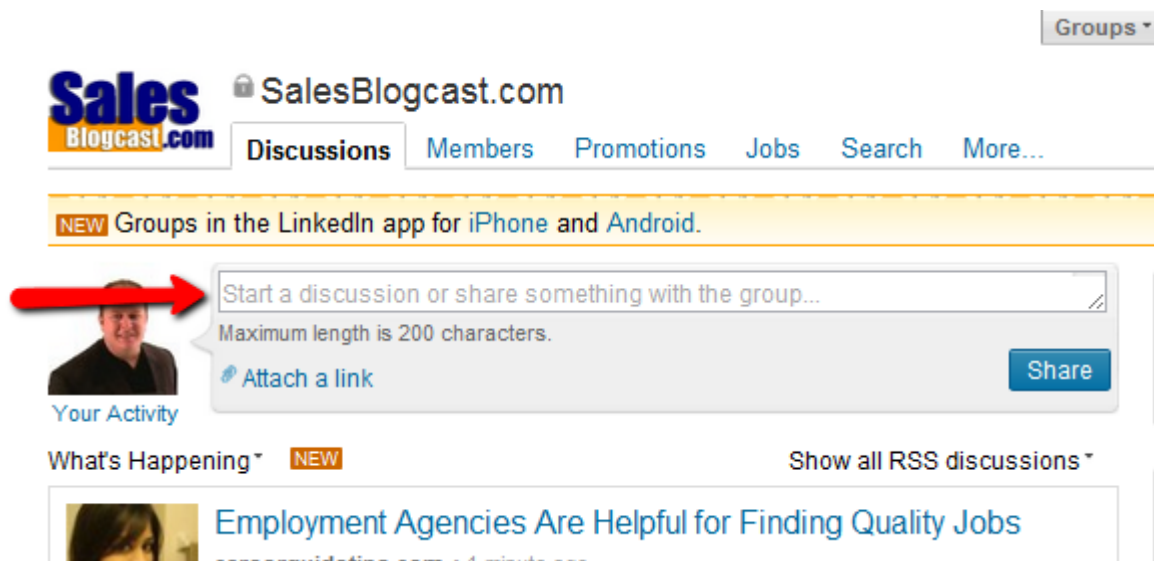 Groups
Sales
Blogcast.com
SalesBlogcast.com
Discussions Members Promotions Jobs Search More...
NEW Groups in the LinkedIn app for iPhone and Android.
Start a discussion or share something with the group...
Maximum length is 200 characters.
Attach a link
Share
Your Activity
What's Happening NEW Show all RSS discussions
Employment Agencies Are Helpful for Finding Quality Jobs